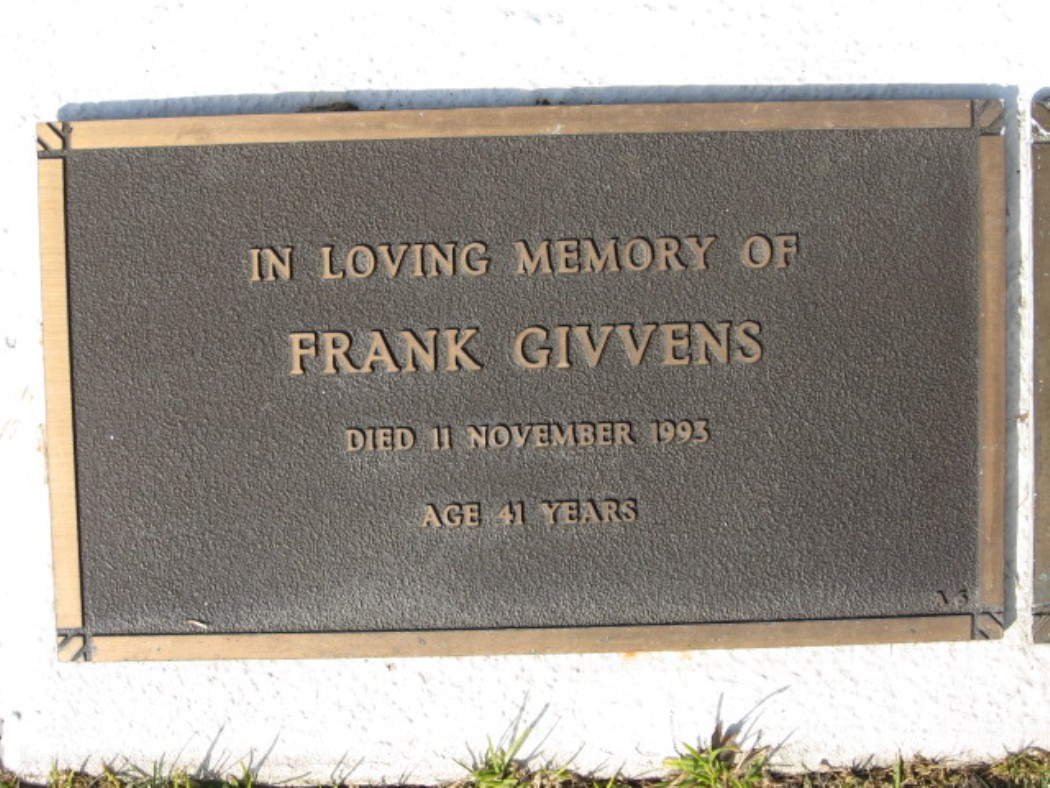 IN LOVING MEMORY OF
FRANK GIVVENS
DIED 11 NOVEMBER 1993
AGE 41 YEARS